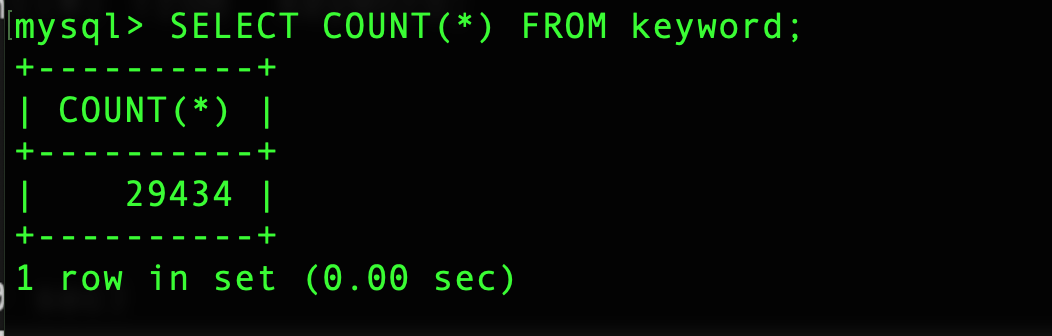 [mysql> SELECT COUNT(*) FROM keyword;
+----------+
| COUNT(*) |
+----------+
|    29434 |
+----------+
1 row in set (0.00 sec)